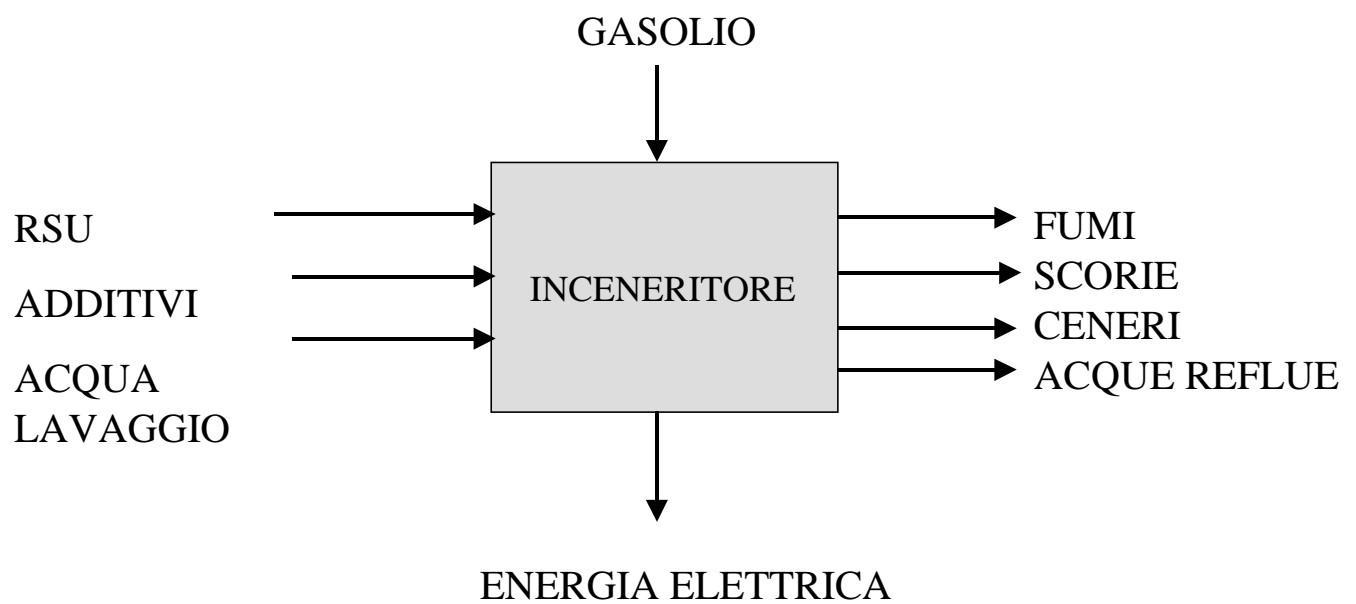 GASOLIO
RSU
ADDITIVI
ACQUA
LAVAGGIO
INCENERITORE
FUMI
SCORIE
CENERI
ACQUE REFLUE
ENERGIA ELETTRICA